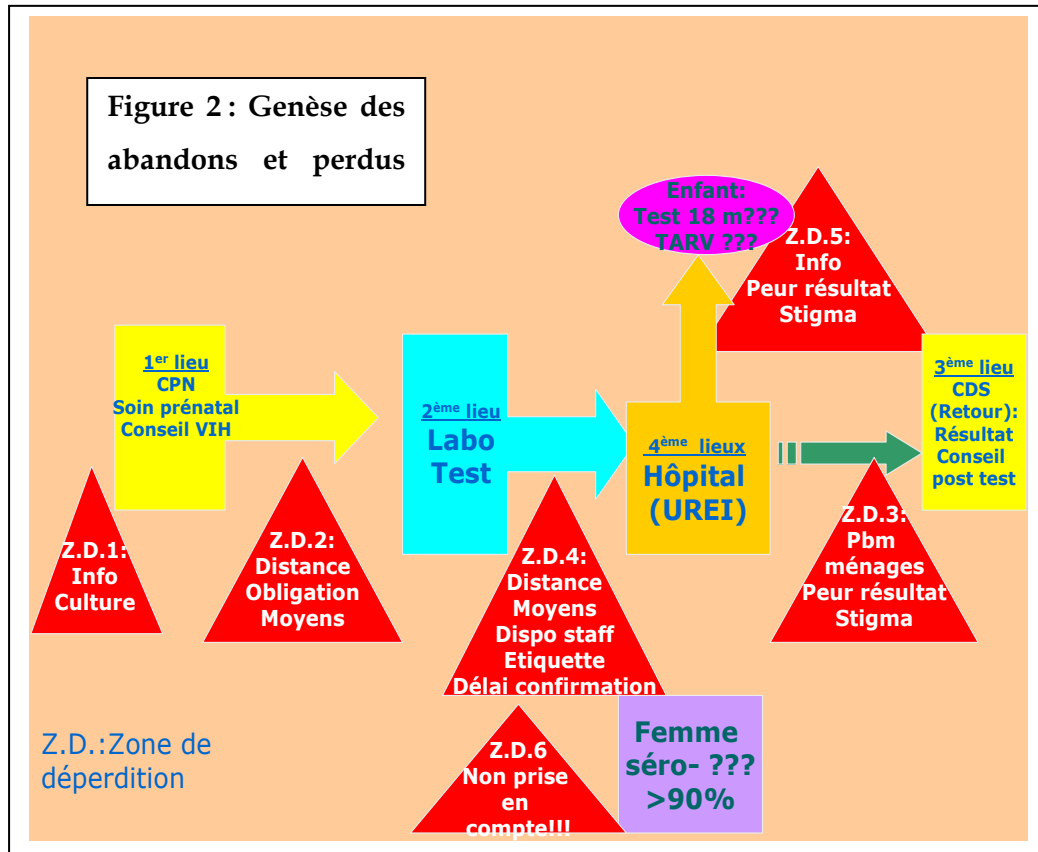 Figure 2 : Genèse des
abandons et perdus
Enfant:
Test 18 m???
TARV ???
Z.D.5:
Info
Peur résultat
Stigma
1er lieu
CPN
Soin prénatal
Conseil VIH
2ème lieu
Labo
Test
4ème lieux
Hôpital
(UREI)
3ème lieu
CDS
(Retour):
Résultat
Conseil
post test
Z.D.1:
Info
Culture
Z.D.2:
Distance
Obligation
Moyens
Z.D.4:
Distance
Moyens
Dispo staff
Etiquette
Délai confirmation
Z.D.3:
Pbm
ménages
Peur résultat
Stigma
Z.D.:Zone de
déperdition
Z.D.6
Non prise
en
compte!!!
Femme
séro- ???
>90%